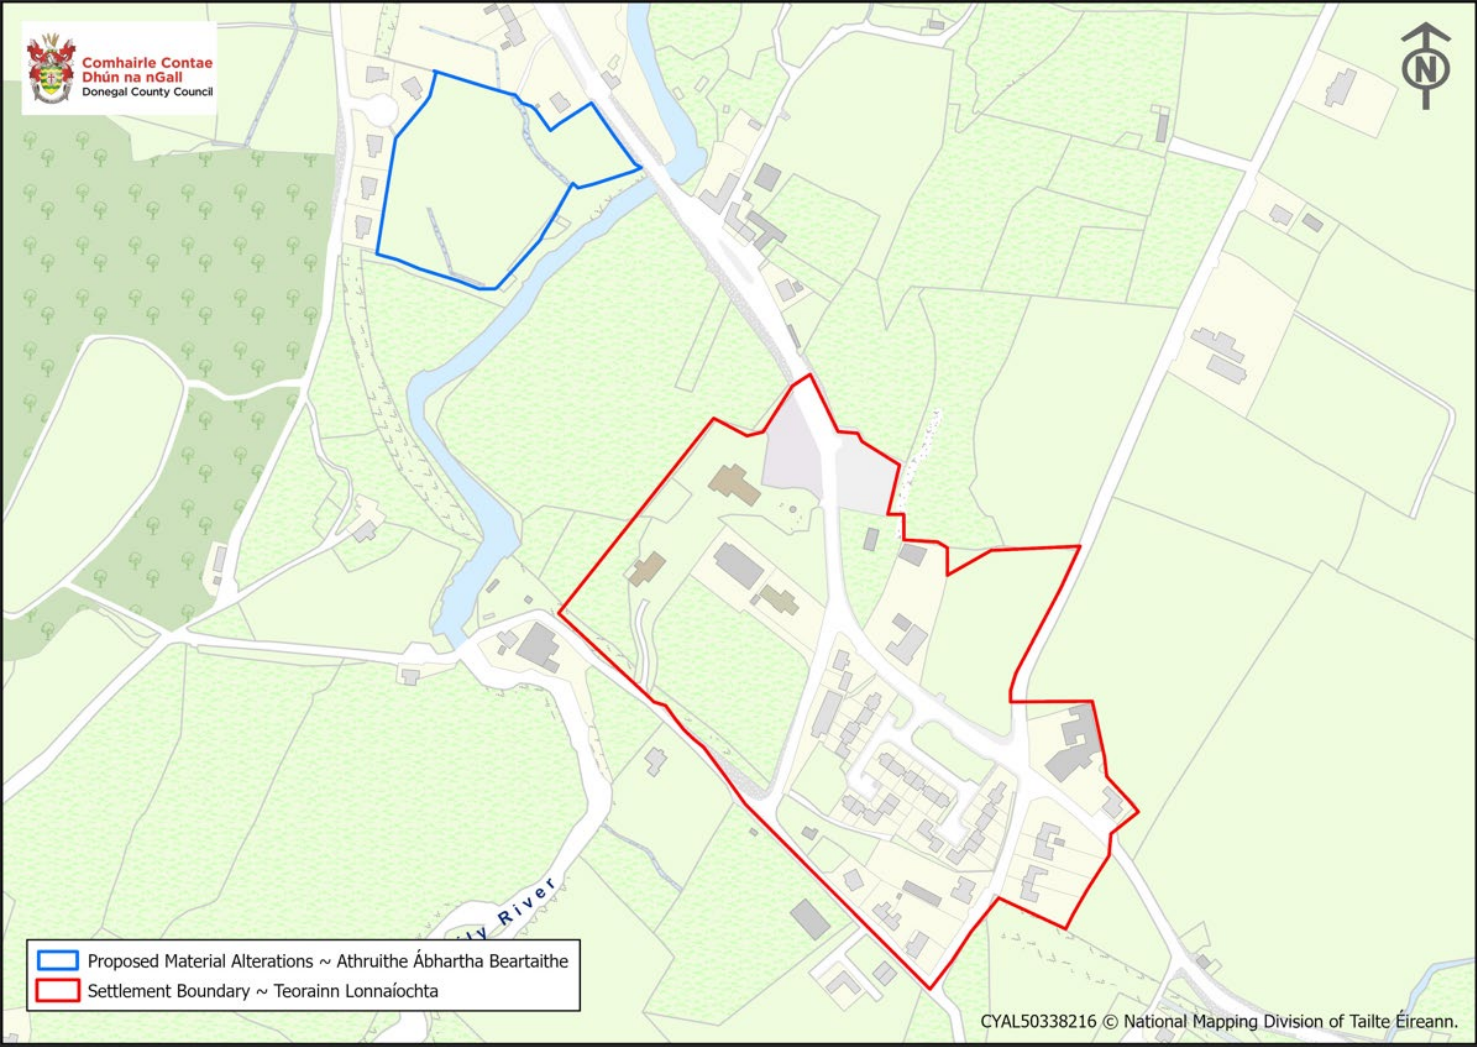 Comhairle Contae
Dhún na nGall
Donegal County Council
N
River
Proposed Material Alterations ~ Athruithe Ábhartha Beartaithe
Settlement Boundary ~ Teorainn Lonnaíochta
CYAL50338216 © National Mapping Division of Tailte Éireann.